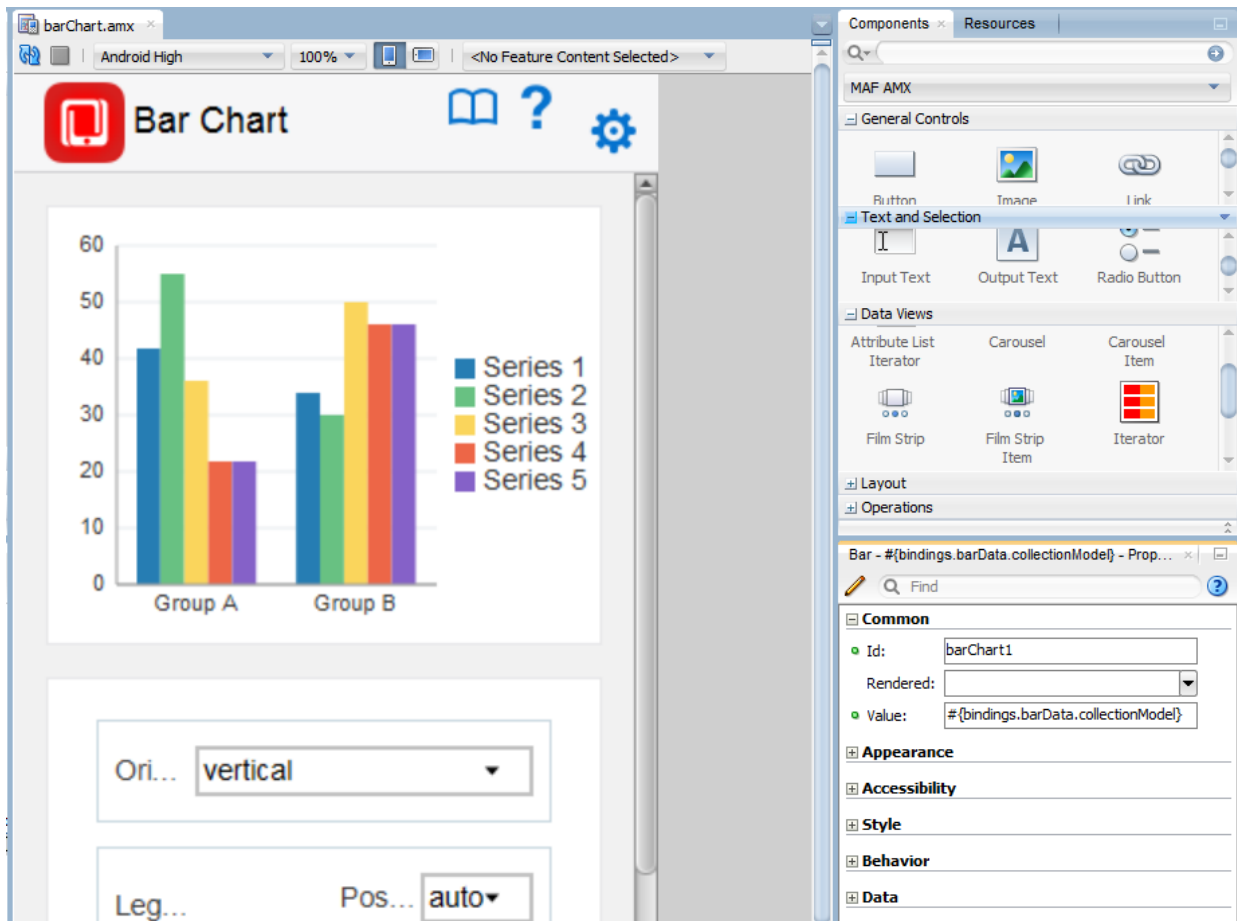 barChart.amx
Android High
100%
<No Feature Content Selected>
Bar Chart
60
50
40
30
20
10
0
Group A
Group B
Series 1
Series 2
Series 3
Series 4
Series 5
Ori...
vertical
Leg...
Pos...
auto
Components
Resources
MAF AMX
General Controls
Button
Image
Link
Text and Selection
Input Text
Output Text
Radio Button
Data Views
Attribute List
Iterator
Carousel
Carousel
Item
Film Strip
Film Strip
Item
Iterator
Layout
Operations
Bar - #{bindings.barData.collectionModel} - Prop...
Find
Common
Id:
barChart1
Rendered:
Value:
#{bindings.barData.collectionModel}
Appearance
Accessibility
Style
Behavior
Data